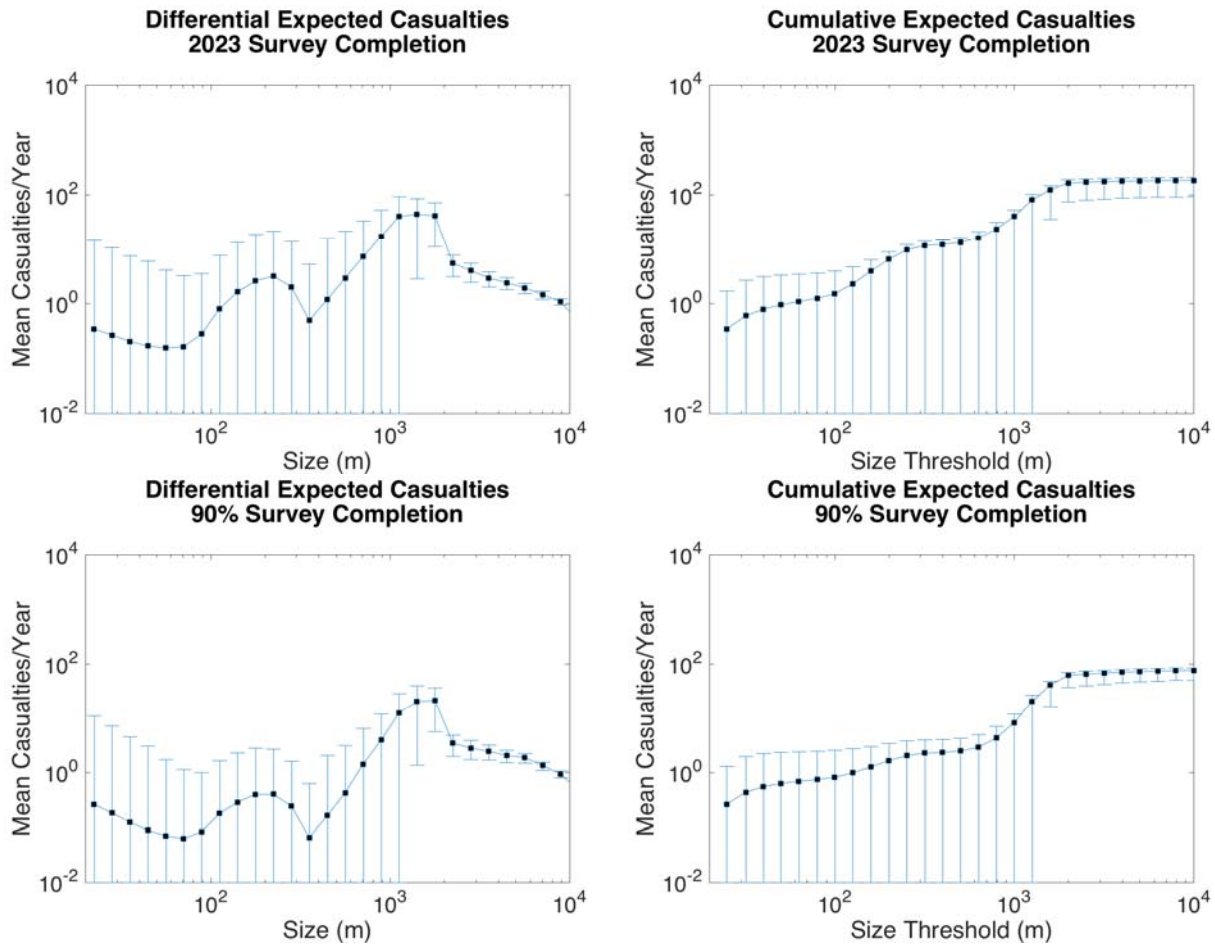 Differential Expected Casualties
2023 Survey Completion
10^4
10^2
10^0
10^-2
Mean Casualties/Year
10^2
10^3
10^4
Size (m)
Cumulative Expected Casualties
2023 Survey Completion
10^4
10^2
10^0
10^-2
Mean Casualties/Year
10^2
10^3
10^4
Size Threshold (m)
Differential Expected Casualties
90% Survey Completion
10^4
10^2
10^0
10^-2
Mean Casualties/Year
10^2
10^3
10^4
Size (m)
Cumulative Expected Casualties
90% Survey Completion
10^4
10^2
10^0
10^-2
Mean Casualties/Year
10^2
10^3
10^4
Size Threshold (m)